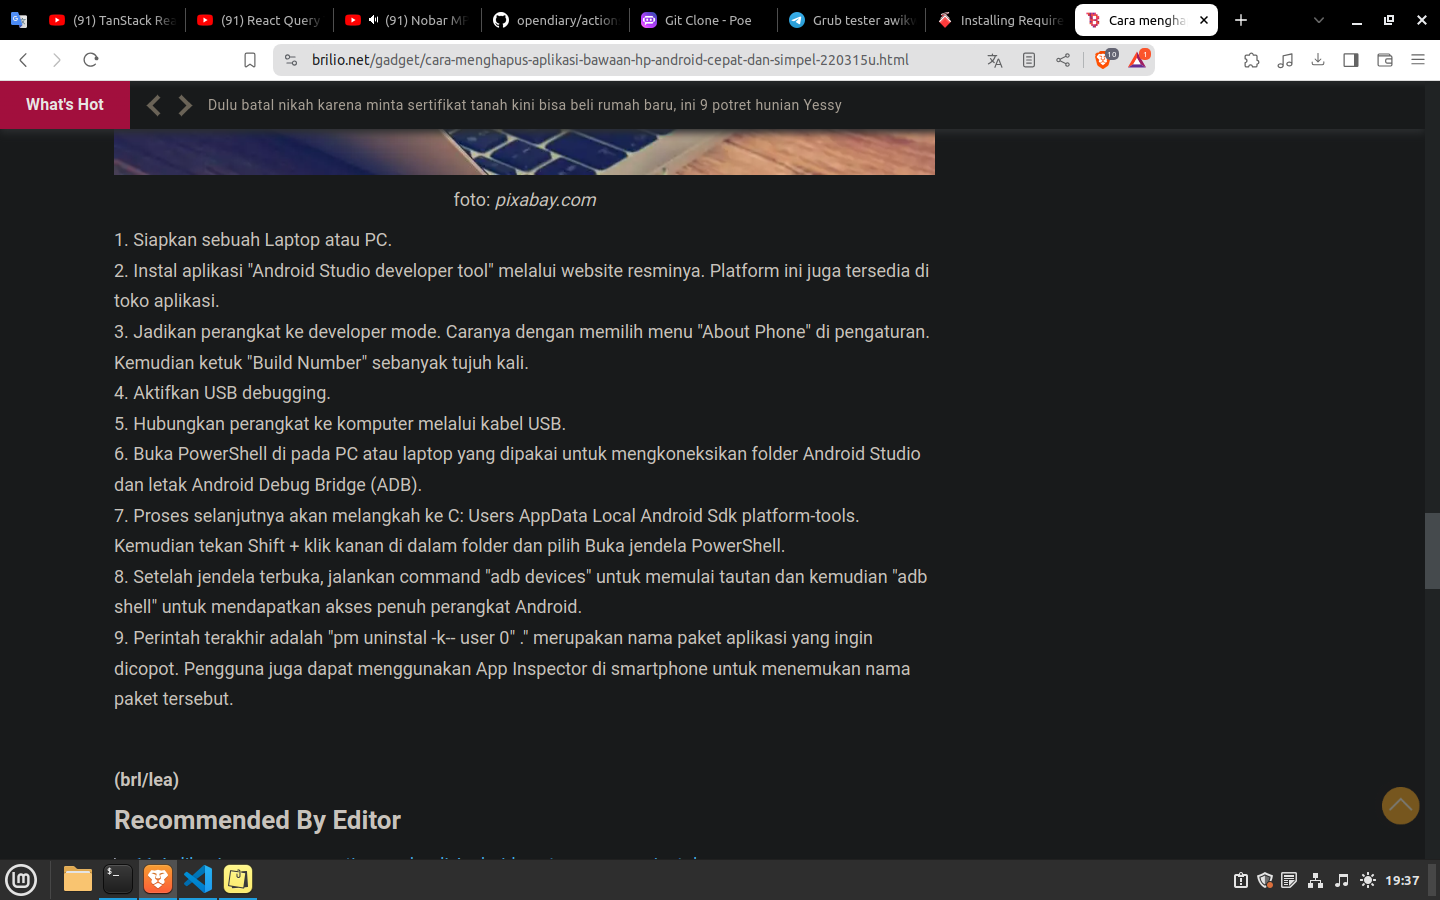 (91) TanStack Rea
(91) React Query
(91) Nobar MP
opendiary/action
Git Clone - Poe
Grub tester awikw
Installing Require
Cara mengha
brilio.net/gadget/cara-menghapus-aplikasi-bawaan-hp-android-cepat-dan-simpel-220315u.html
10
1
What's Hot
Dulu batal nikah karena minta sertifikat tanah kini bisa beli rumah baru, ini 9 potret hunian Yessy
foto: pixabay.com
1. Siapkan sebuah Laptop atau PC.
2. Instal aplikasi "Android Studio developer tool" melalui website resminya. Platform ini juga tersedia di
toko aplikasi.
3. Jadikan perangkat ke developer mode. Caranya dengan memilih menu "About Phone" di pengaturan.
Kemudian ketuk "Build Number" sebanyak tujuh kali.
4. Aktifkan USB debugging.
5. Hubungkan perangkat ke komputer melalui kabel USB.
6. Buka PowerShell di pada PC atau laptop yang dipakai untuk mengkoneksikan folder Android Studio
dan letak Android Debug Bridge (ADB).
7. Proses selanjutnya akan melangkah ke C: Users AppData Local Android Sdk platform-tools.
Kemudian tekan Shift + klik kanan di dalam folder dan pilih Buka jendela PowerShell.
8. Setelah jendela terbuka, jalankan command "adb devices" untuk memulai tautan dan kemudian "adb
shell" untuk mendapatkan akses penuh perangkat Android.
9. Perintah terakhir adalah "pm uninstal -k-- user 0" ." merupakan nama paket aplikasi yang ingin
dicopot. Pengguna juga dapat menggunakan App Inspector di smartphone untuk menemukan nama
paket tersebut.
(brl/lea)
Recommended By Editor
19:37